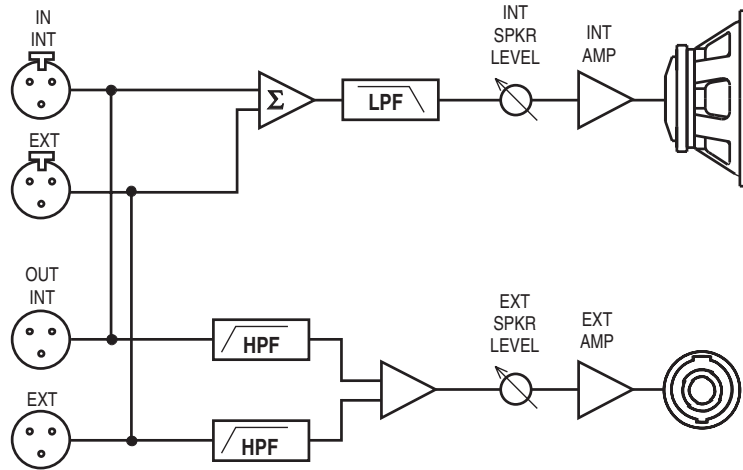 IN
INT
EXT
OUT
INT
EXT
Σ
LPF
INT
SPKR
LEVEL
INT
AMP
HPF
HPF
EXT
SPKR
LEVEL
EXT
AMP